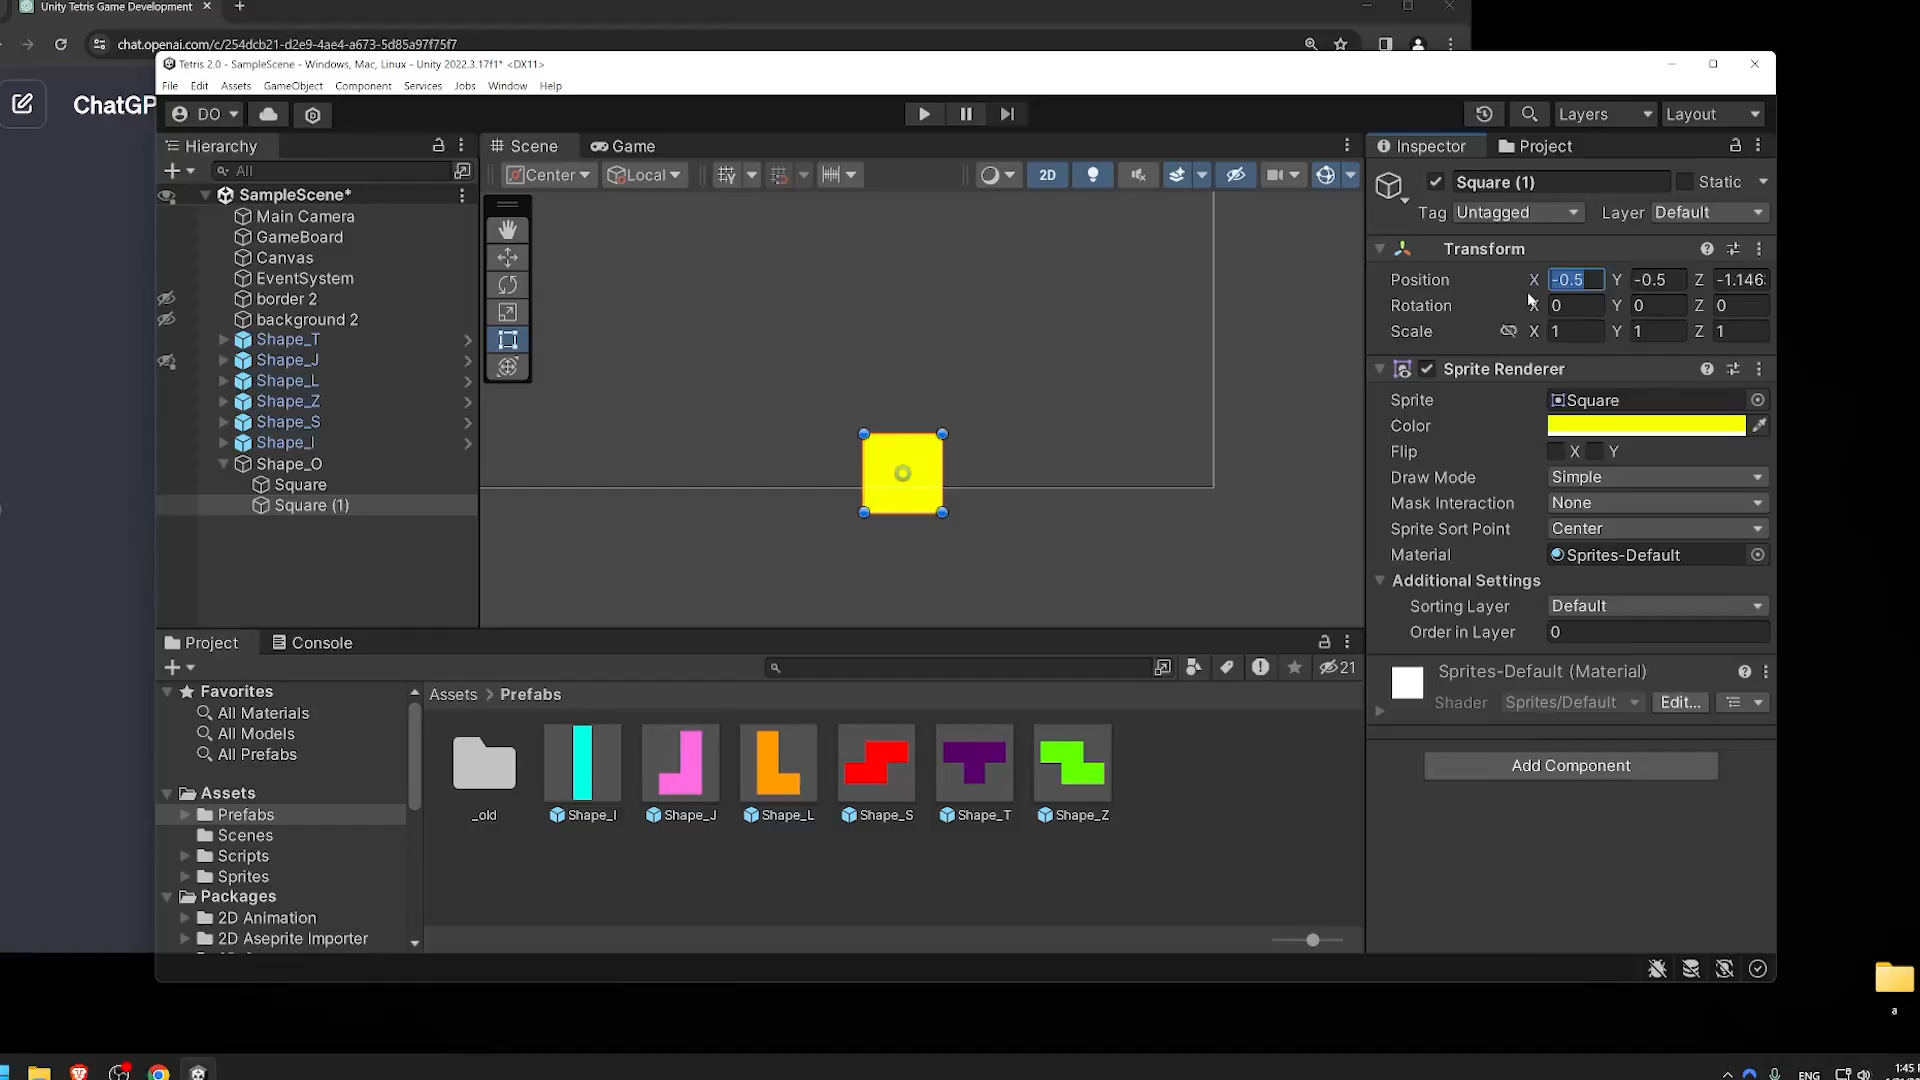 Unity Tetris Game Development
chat.openai.com/c/254dcb21-d2e9-4ae4-a673-5d85a97f75f7
ChatGP
Tetris 2.0 - SampleScene - Windows, Mac, Linux - Unity 2022.3.17f1* <DX11>
File Edit Assets GameObject Component Services Jobs Window Help
DO Layers Layout
Hierarchy Scene Game Inspector Project
All Center Local 2D
Square (1) Static
Tag Untagged Layer Default
SampleScene*
Main Camera
GameBoard
Canvas
EventSystem
border 2
background 2
Shape_T
Shape_J
Shape_L
Shape_Z
Shape_S
Shape_I
Shape_O
Square
Square (1)
Transform
Position X -0.5 Y -0.5 Z -1.146
Rotation X 0 Y 0 Z 0
Scale X 1 Y 1 Z 1
Sprite Renderer
Sprite Square
Color
Flip X Y
Draw Mode Simple
Mask Interaction None
Sprite Sort Point Center
Material Sprites-Default
Additional Settings
Sorting Layer Default
Order in Layer 0
Sprites-Default (Material)
Shader Sprites/Default Edit...
Add Component
Project Console
21
Favorites
All Materials
All Models
All Prefabs
Assets
Prefabs
Scenes
Scripts
Sprites
Packages
2D Animation
2D Aseprite Importer
Assets > Prefabs
_old Shape_I Shape_J Shape_L Shape_S Shape_T Shape_Z
a
ENG
1:45